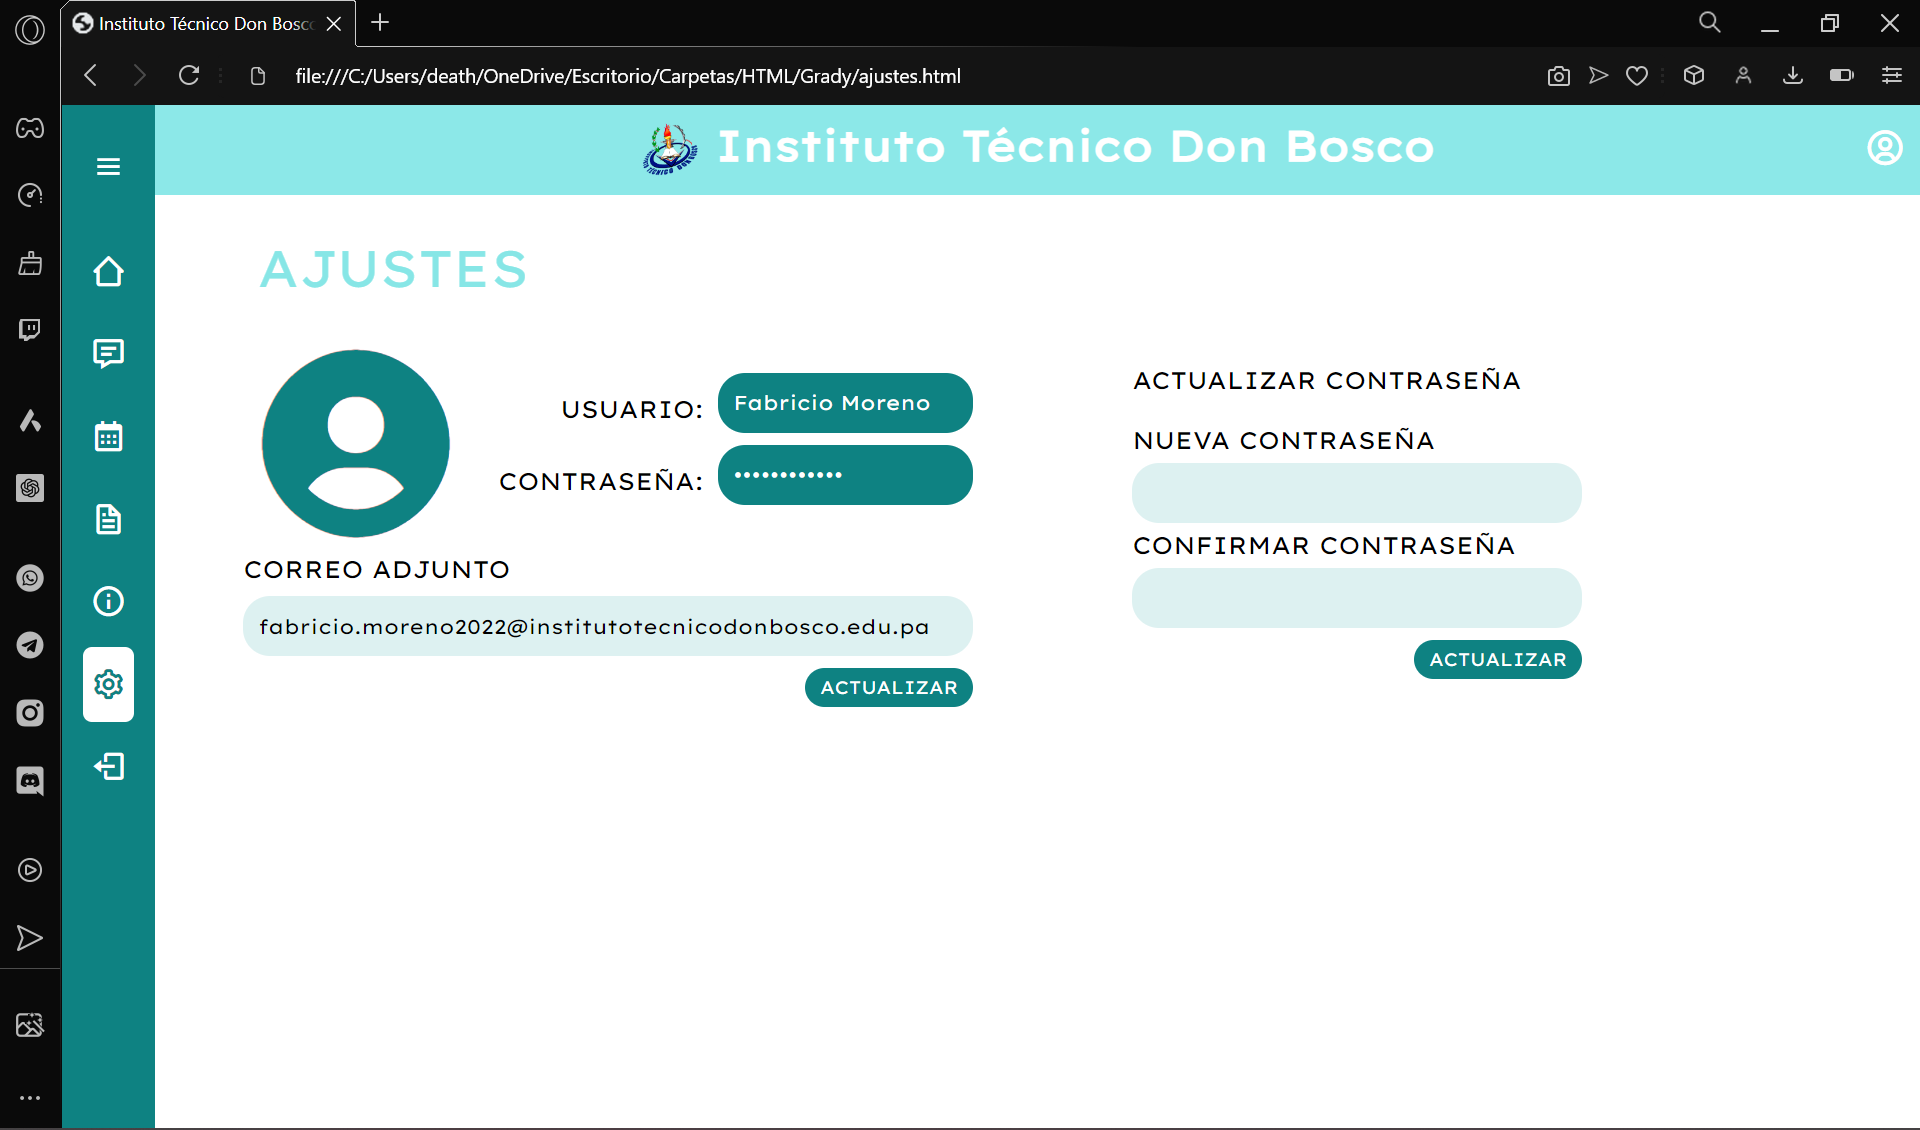 Instituto Técnico Don Bosc
file:///C:/Users/death/OneDrive/Escritorio/Carpetas/HTML/Grady/ajustes.html
Instituto Técnico Don Bosco
AJUSTES
USUARIO: Fabricio Moreno
CONTRASEÑA: ••••••••••••
CORREO ADJUNTO
fabricio.moreno2022@institutotecnicodonbosco.edu.pa
ACTUALIZAR
ACTUALIZAR CONTRASEÑA
NUEVA CONTRASEÑA
CONFIRMAR CONTRASEÑA
ACTUALIZAR